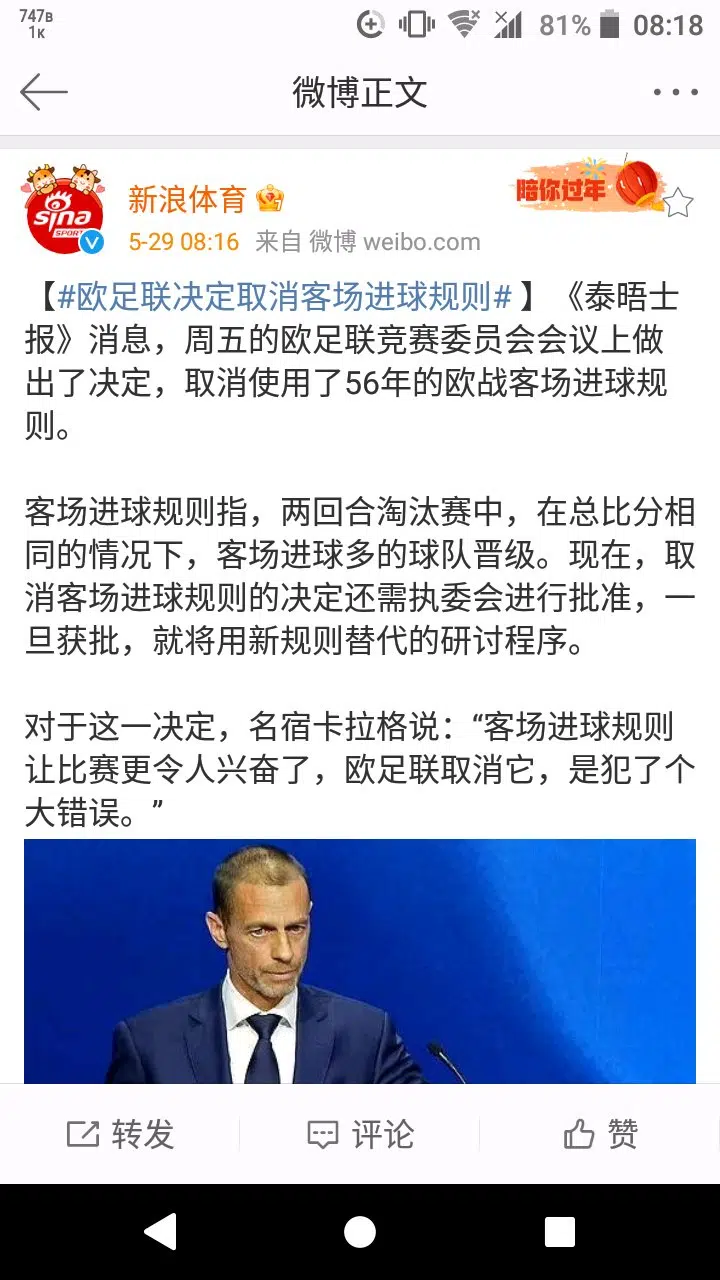 747B
1K
81%
08:18
微博正文
sina
SPORTS
新浪体育
陪你过年
5-29 08:16 来自 微博 weibo.com
【#欧足联决定取消客场进球规则#】《泰晤士
报》消息，周五的欧足联竞赛委员会会议上做
出了决定，取消使用了56年的欧战客场进球规
则。
客场进球规则指，两回合淘汰赛中，在总比分相
同的情况下，客场进球多的球队晋级。现在，取
消客场进球规则的决定还需执委会进行批准，一
旦获批，就将用新规则替代的研讨程序。
对于这一决定，名宿卡拉格说：“客场进球规则
让比赛更令人兴奋了，欧足联取消它，是犯了个
大错误。”
转发
评论
赞